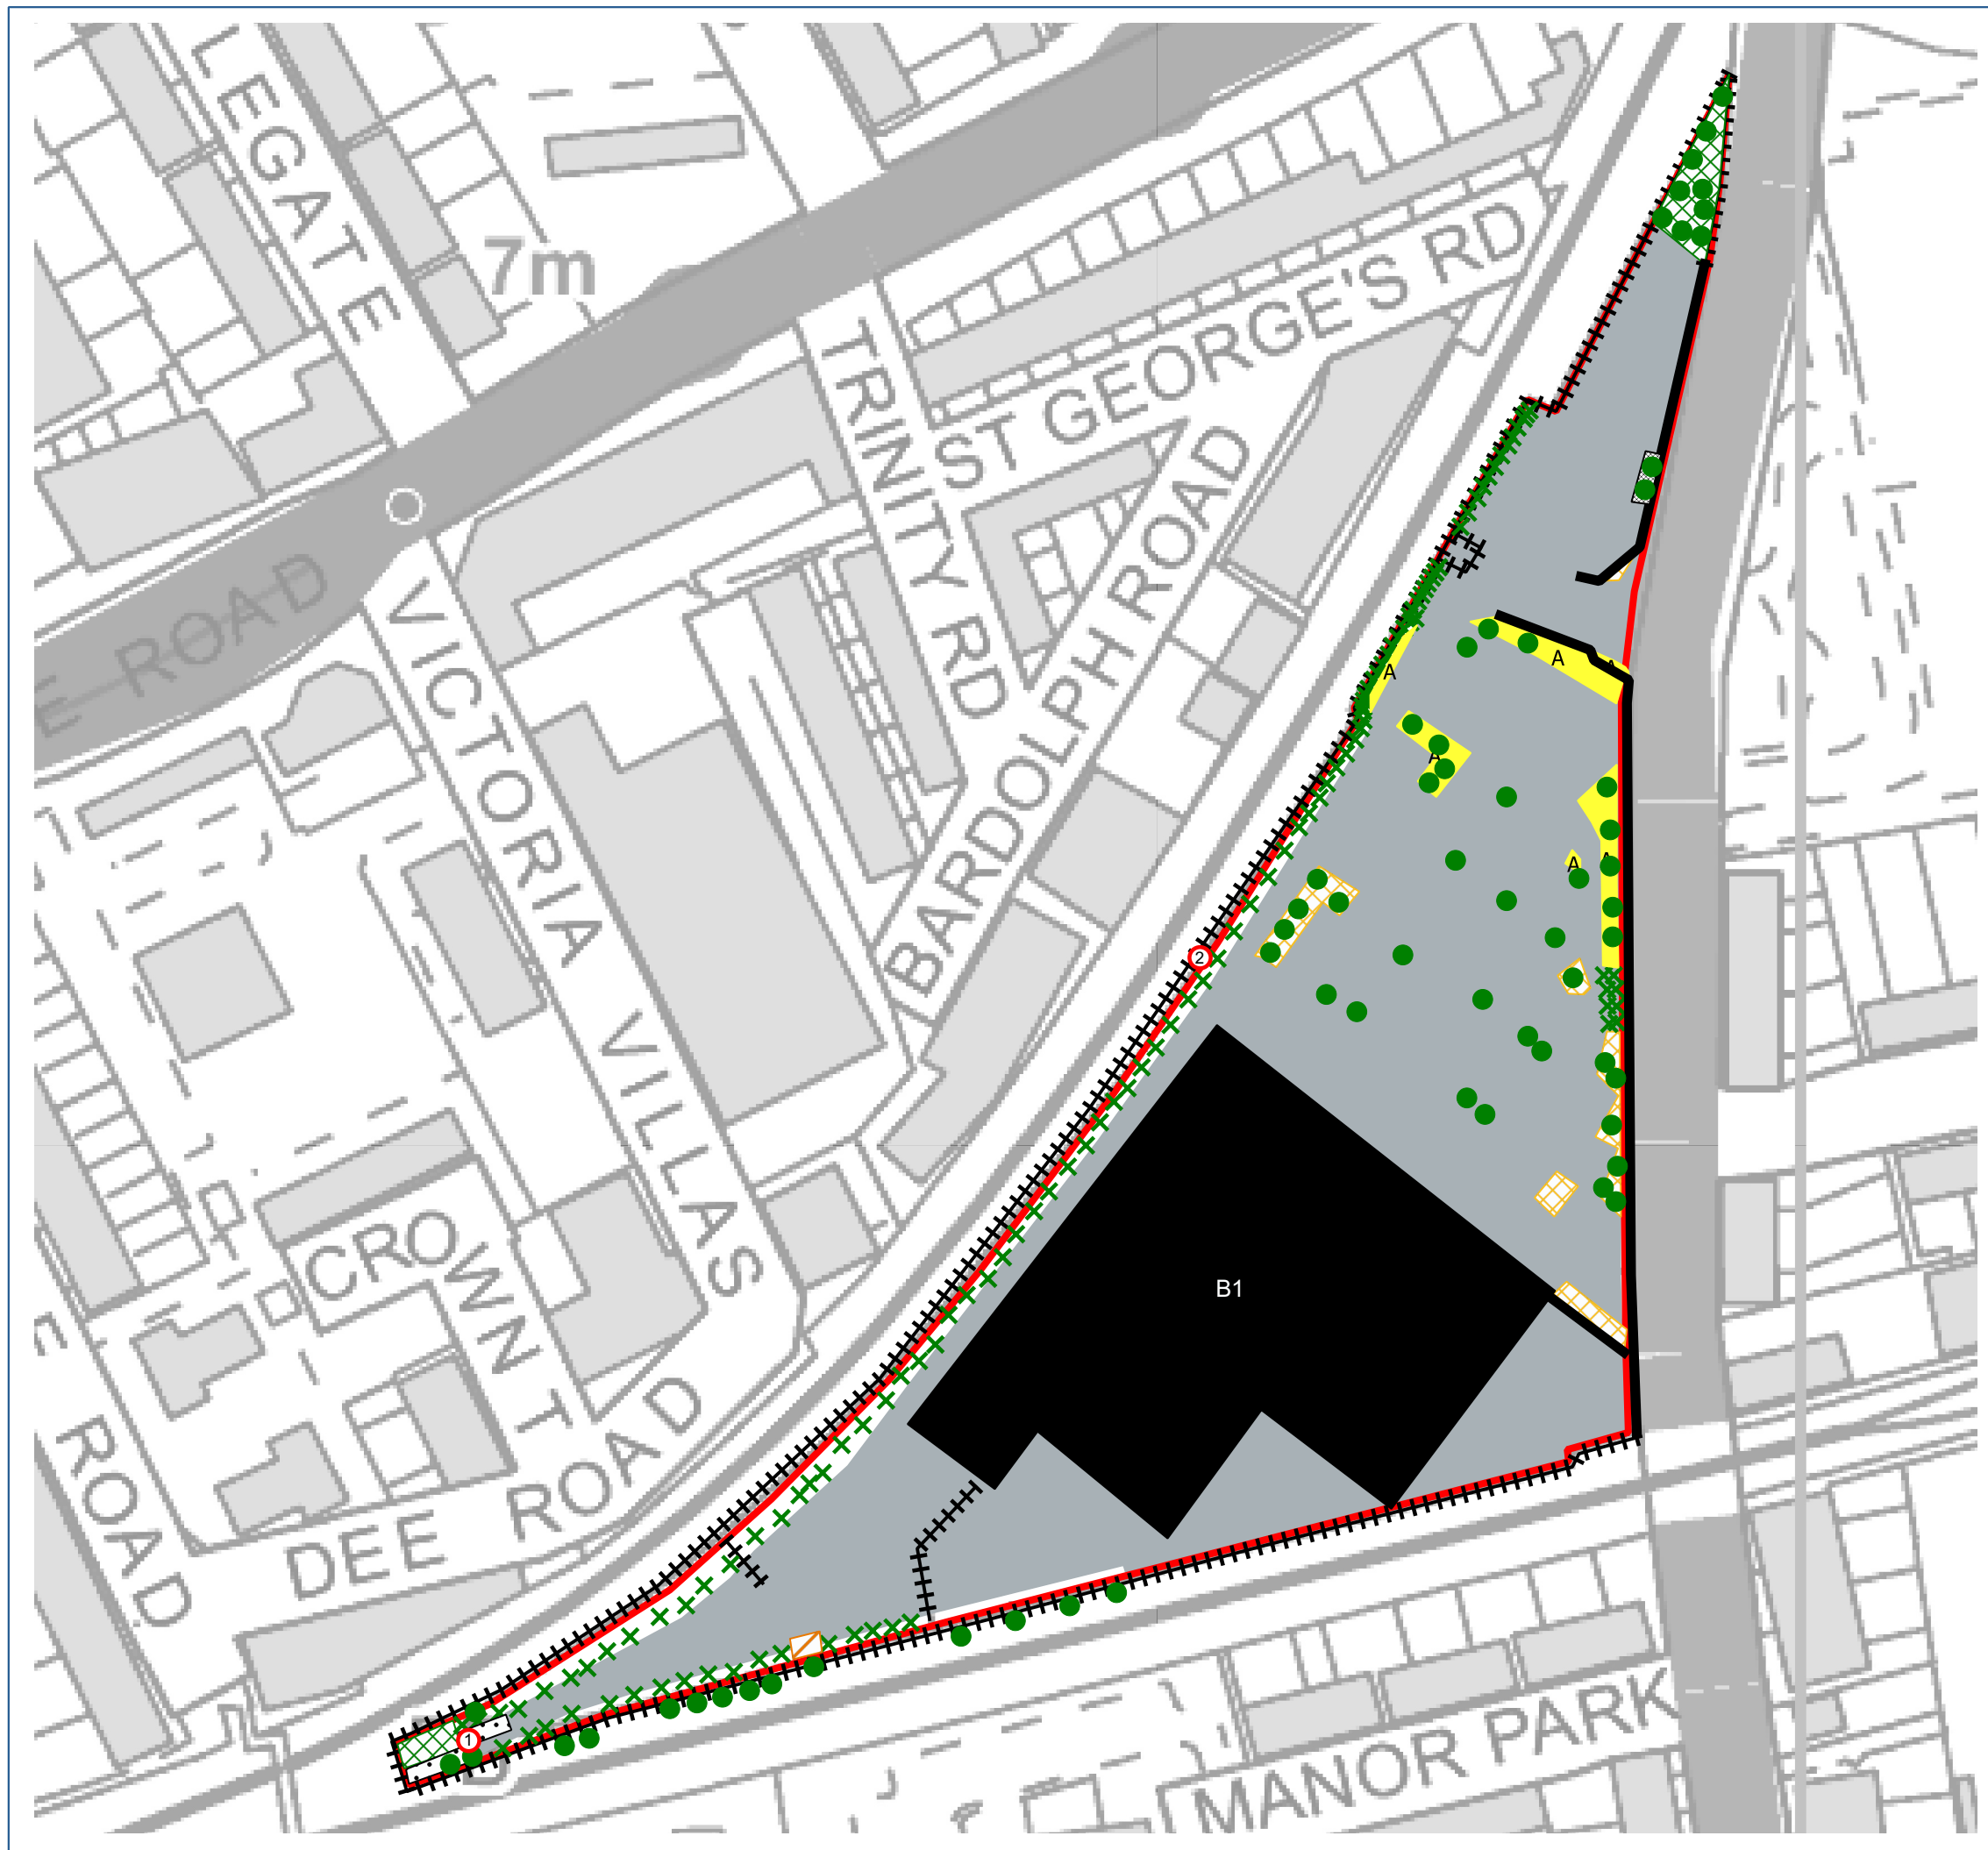 LEGATE
7m
ST GEORGE'S RD
TRINITY RD
BARDOLPH ROAD
E ROAD
VICTORIA VILLAS
A
A
A
A
A
A
2
CROWN T
B1
E ROAD
DEE ROAD
1
MANOR PARK